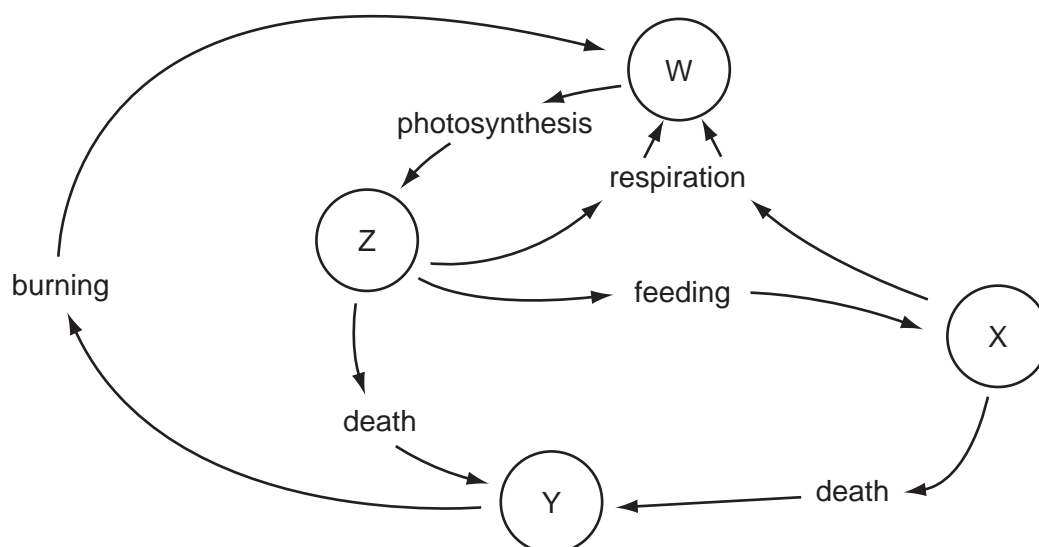 W
photosynthesis
respiration
Z
burning
feeding
X
death
Y
death